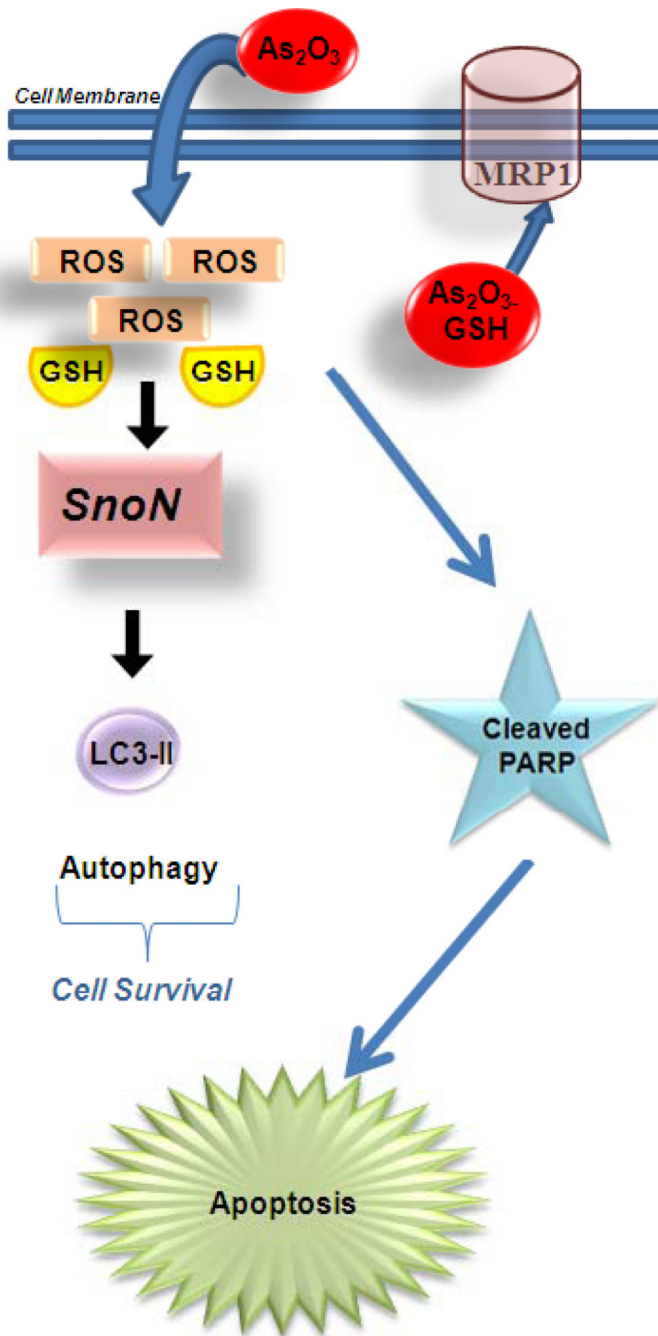 As₂O₃
Cell Membrane
MRP1
ROS ROS
ROS
As₂O₃-
GSH
GSH GSH
SnoN
Cleaved
PARP
LC3-II
Autophagy
Cell Survival
Apoptosis